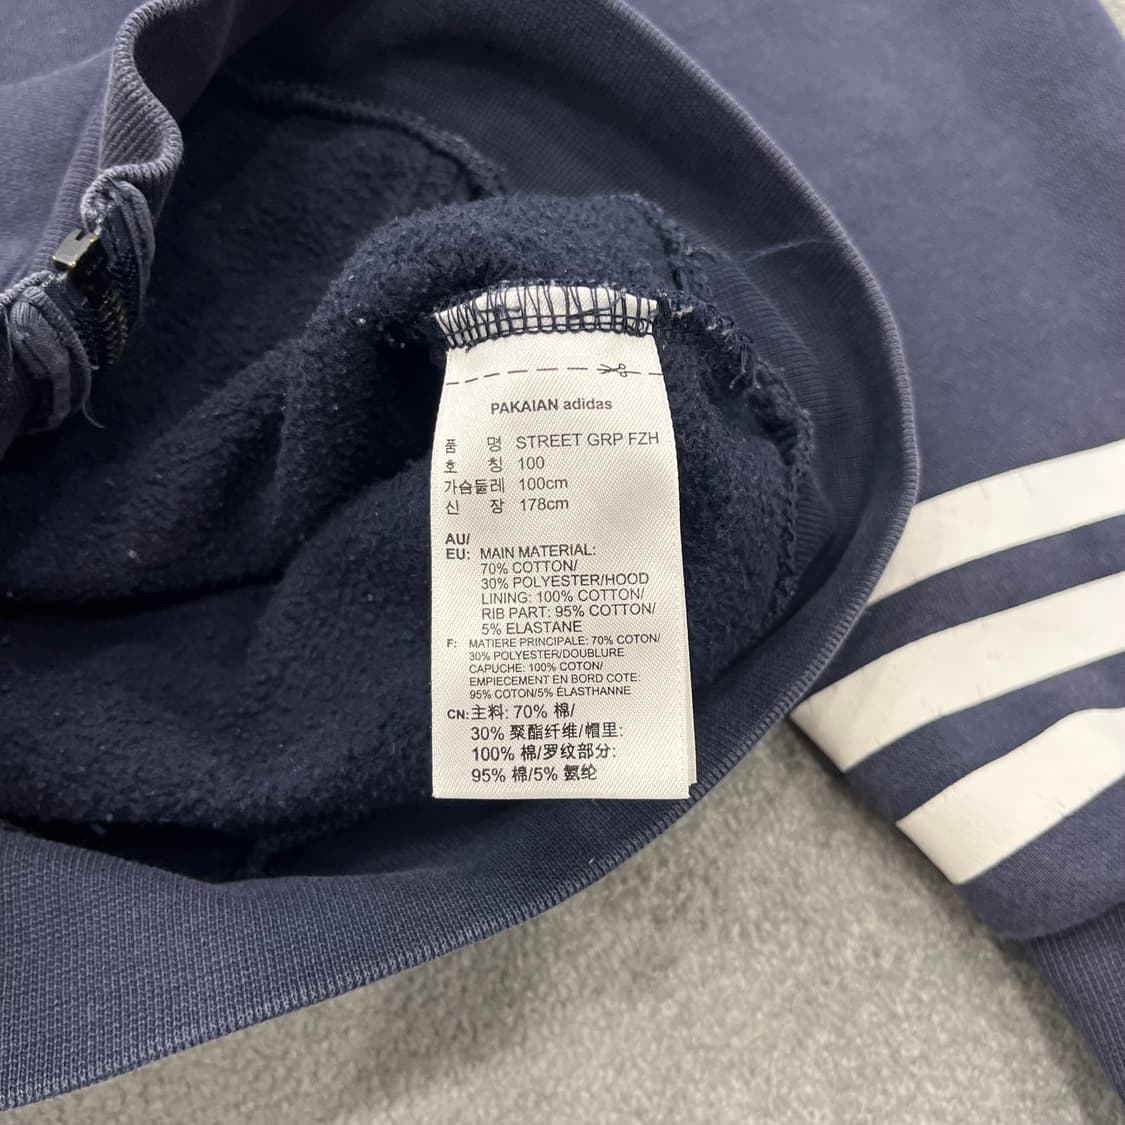 PAKAIAN adidas
품 명 STREET GRP FZH
호 칭 100
가슴둘레 100cm
신 장 178cm
AU/
EU: MAIN MATERIAL:
70% COTTON/
30% POLYESTER/HOOD
LINING: 100% COTTON/
RIB PART: 95% COTTON/
5% ELASTANE
F: MATIERE PRINCIPALE: 70% COTON/
30% POLYESTER/DOUBLURE
CAPUCHE: 100% COTON/
EMPIECEMENT EN BORD COTE:
95% COTON/5% ÉLASTHANNE
CN: 主料: 70% 棉/
30% 聚酯纤维/帽里:
100% 棉/罗纹部分:
95% 棉/5% 氨纶